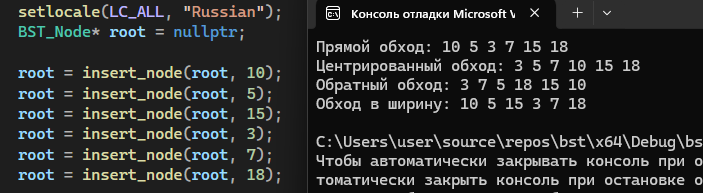 setlocale(LC_ALL, "Russian");
BST_Node* root = nullptr;
root = insert_node(root, 10);
root = insert_node(root, 5);
root = insert_node(root, 15);
root = insert_node(root, 3);
root = insert_node(root, 7);
root = insert_node(root, 18);
Консоль отладки Microsoft V
Прямой обход: 10 5 3 7 15 18
Центрированный обход: 3 5 7 10 15 18
Обратный обход: 3 7 5 18 15 10
Обход в ширину: 10 5 15 3 7 18
C:\Users\user\source\repos\bst\x64\Debug\bs
Чтобы автоматически закрывать консоль при о
томатически закрыть консоль при остановке о